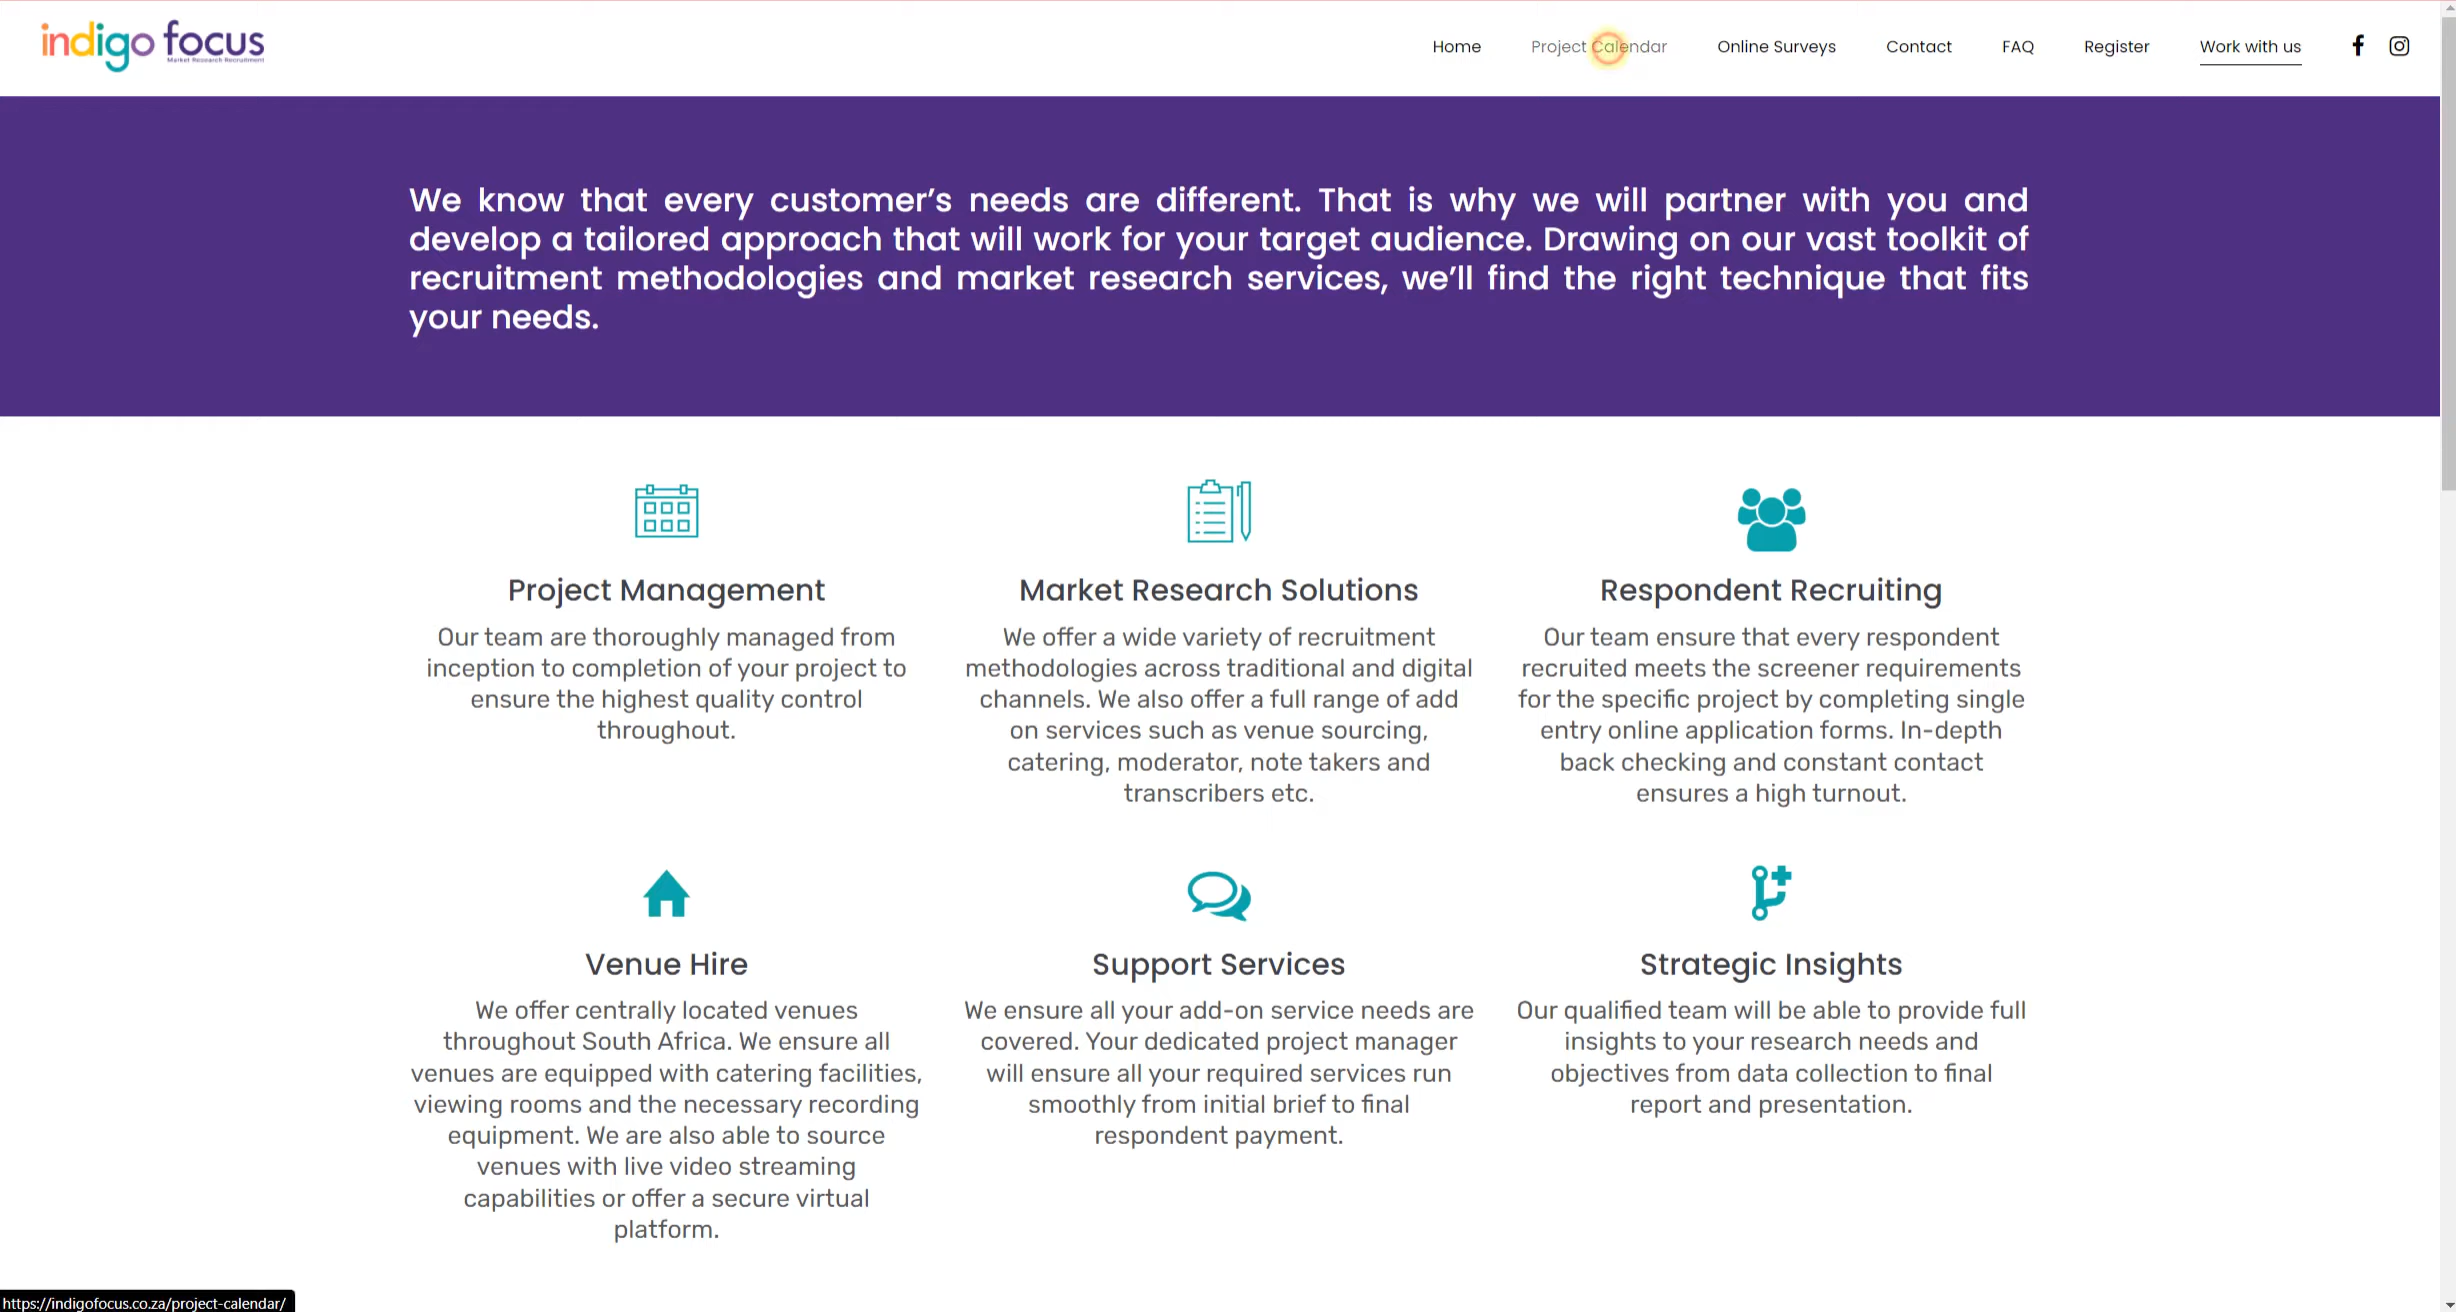 indigo focus
Market Research Recruitment
Home
Project Calendar
Online Surveys
Contact
FAQ
Register
Work with us
We know that every customer’s needs are different. That is why we will partner with you and
develop a tailored approach that will work for your target audience. Drawing on our vast toolkit of
recruitment methodologies and market research services, we’ll find the right technique that fits
your needs.
Project Management
Our team are thoroughly managed from
inception to completion of your project to
ensure the highest quality control
throughout.
Market Research Solutions
We offer a wide variety of recruitment
methodologies across traditional and digital
channels. We also offer a full range of add
on services such as venue sourcing,
catering, moderator, note takers and
transcribers etc.
Respondent Recruiting
Our team ensure that every respondent
recruited meets the screener requirements
for the specific project by completing single
entry online application forms. In-depth
back checking and constant contact
ensures a high turnout.
Venue Hire
We offer centrally located venues
throughout South Africa. We ensure all
venues are equipped with catering facilities,
viewing rooms and the necessary recording
equipment. We are also able to source
venues with live video streaming
capabilities or offer a secure virtual
platform.
Support Services
We ensure all your add-on service needs are
covered. Your dedicated project manager
will ensure all your required services run
smoothly from initial brief to final
respondent payment.
Strategic Insights
Our qualified team will be able to provide full
insights to your research needs and
objectives from data collection to final
report and presentation.
https://indigofocus.co.za/project-calendar/